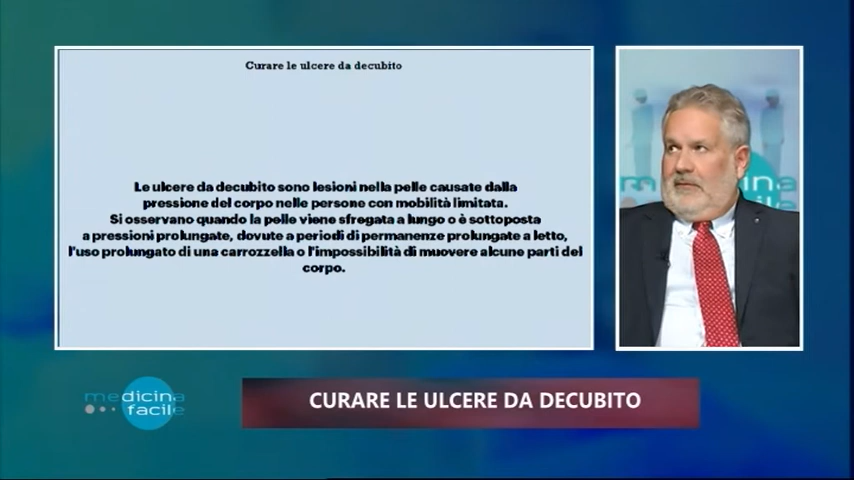 Curare le ulcere da decubito
Le ulcere da decubito sono lesioni nella pelle causate dalla
pressione del corpo nelle persone con mobilità limitata.
Si osservano quando la pelle viene sfregata a lungo o è sottoposta
a pressioni prolungate, dovute a periodi di permanenze prolungate a letto,
l'uso prolungato di una carrozzella o l'impossibilità di muovere alcune parti del
corpo.
medicina
facile
medicina
facile
CURARE LE ULCERE DA DECUBITO